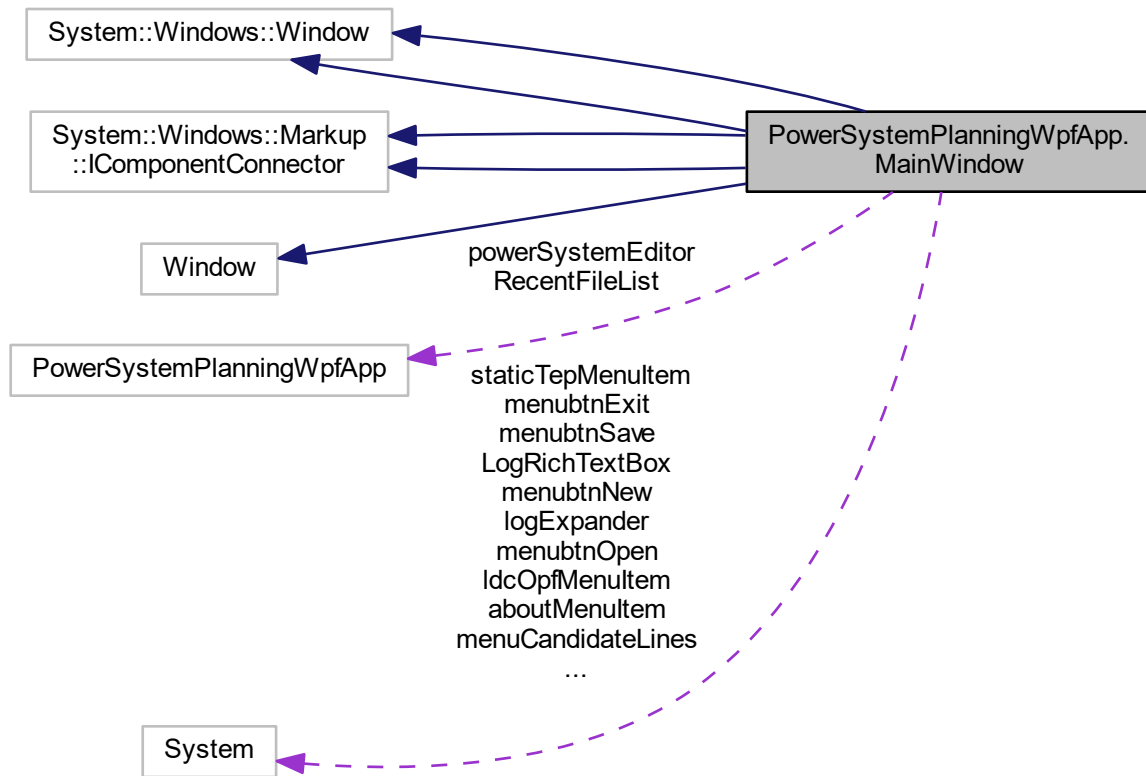 System::Windows::Window
System::Windows::Markup
::IComponentConnector
PowerSystemPlanningWpfApp.
MainWindow
Window
powerSystemEditor
RecentFileList
PowerSystemPlanningWpfApp
staticTepMenuItem
menubtnExit
menubtnSave
LogRichTextBox
menubtnNew
logExpander
menubtnOpen
ldcOpfMenuItem
aboutMenuItem
menuCandidateLines
...
System